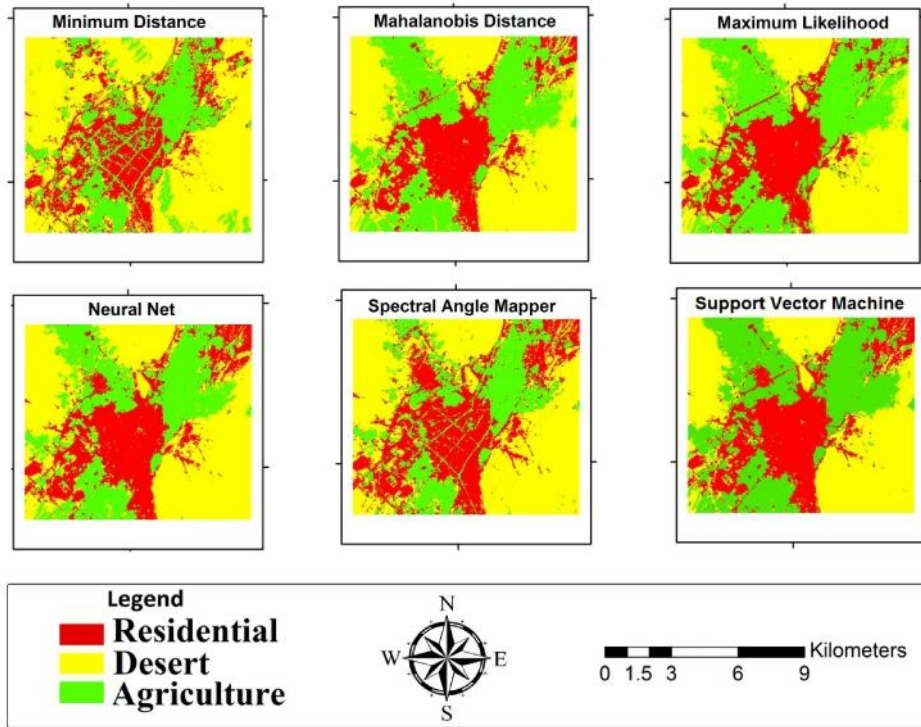 Minimum Distance
Mahalanobis Distance
Maximum Likelihood
Neural Net
Spectral Angle Mapper
Support Vector Machine
Legend
Residential
Desert
Agriculture
N
W E
S
Kilometers
0 1.5 3 6 9